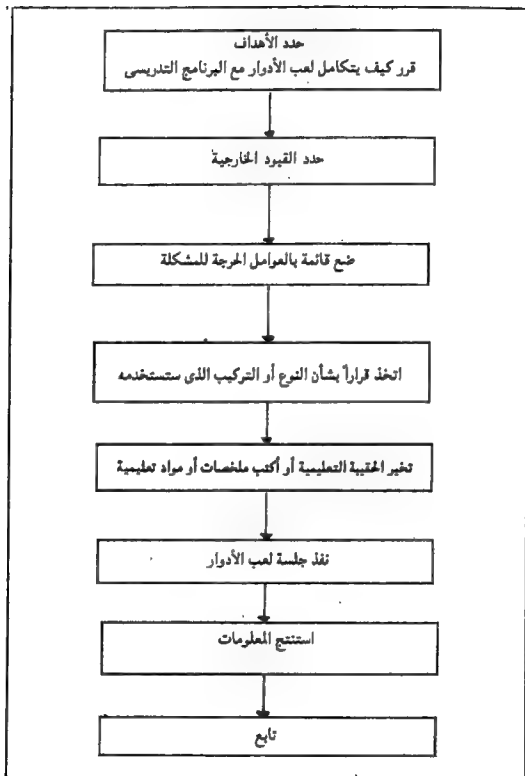 حدد الأهداف
قرر كيف يتكامل لعب الأدوار مع البرنامج التدريسى
حدد القيود الخارجية
ضع قائمة بالعوامل الحرجة للمشكلة
اتخذ قراراً بشأن النوع أو التركيب الذى ستستخدمه
تخير الحقيبة التعليمية أو أكتب ملخصات أو مواد تعليمية
نفذ جلسة لعب الأدوار
استنتج المعلومات
تابع